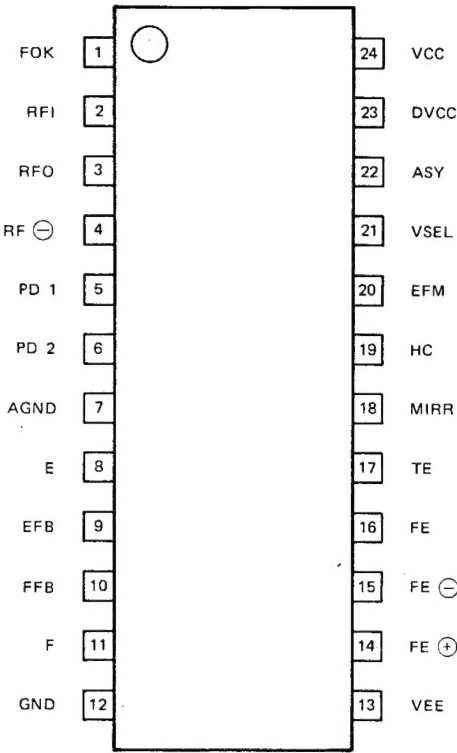 FOK 1 24 VCC
RFI 2 23 DVCC
RFO 3 22 ASY
RF ⊖ 4 21 VSEL
PD 1 5 20 EFM
PD 2 6 19 HC
AGND 7 18 MIRR
E 8 17 TE
EFB 9 16 FE
FFB 10 15 FE ⊖
F 11 14 FE ⊕
GND 12 13 VEE